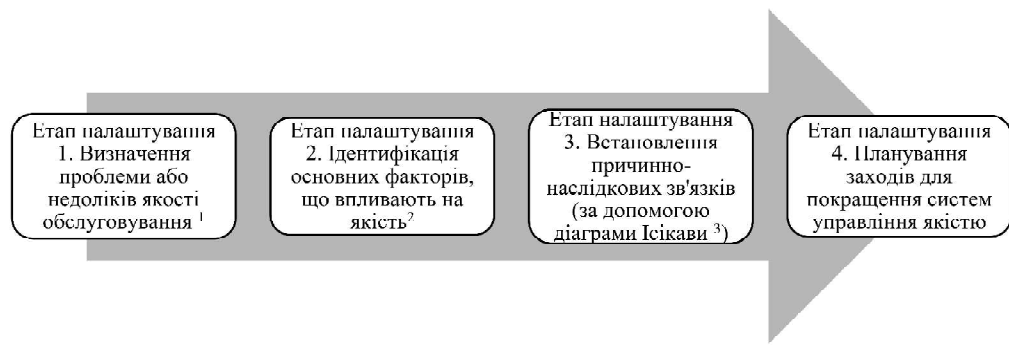 Етап налаштування
1. Визначення
проблеми або
недоліків якості
обслуговування ¹
Етап налаштування
2. Ідентифікація
основних факторів,
що впливають на
якість²
Етап налаштування
3. Встановлення
причинно-
наслідкових зв'язків
(за допомогою
діаграми Ісікави ³)
Етап налаштування
4. Планування
заходів для
покращення систем
управління якістю